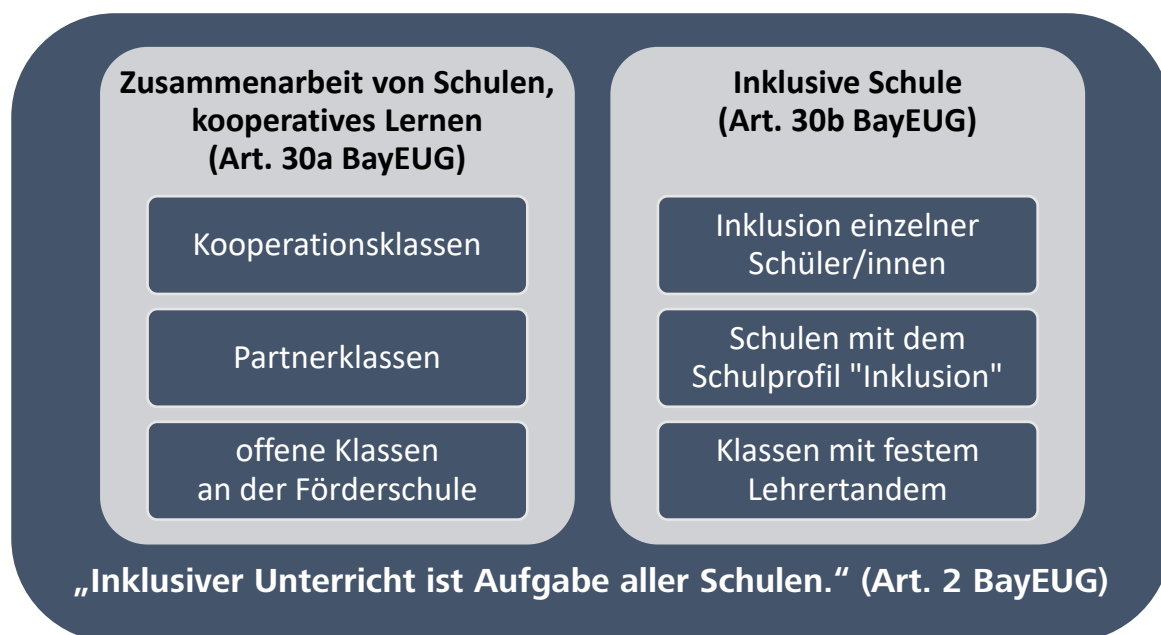 Zusammenarbeit von Schulen,
kooperatives Lernen
(Art. 30a BayEUG)
Kooperationsklassen
Partnerklassen
offene Klassen
an der Förderschule
Inklusive Schule
(Art. 30b BayEUG)
Inklusion einzelner
Schüler/innen
Schulen mit dem
Schulprofil "Inklusion"
Klassen mit festem
Lehrertandem
„Inklusiver Unterricht ist Aufgabe aller Schulen.“ (Art. 2 BayEUG)